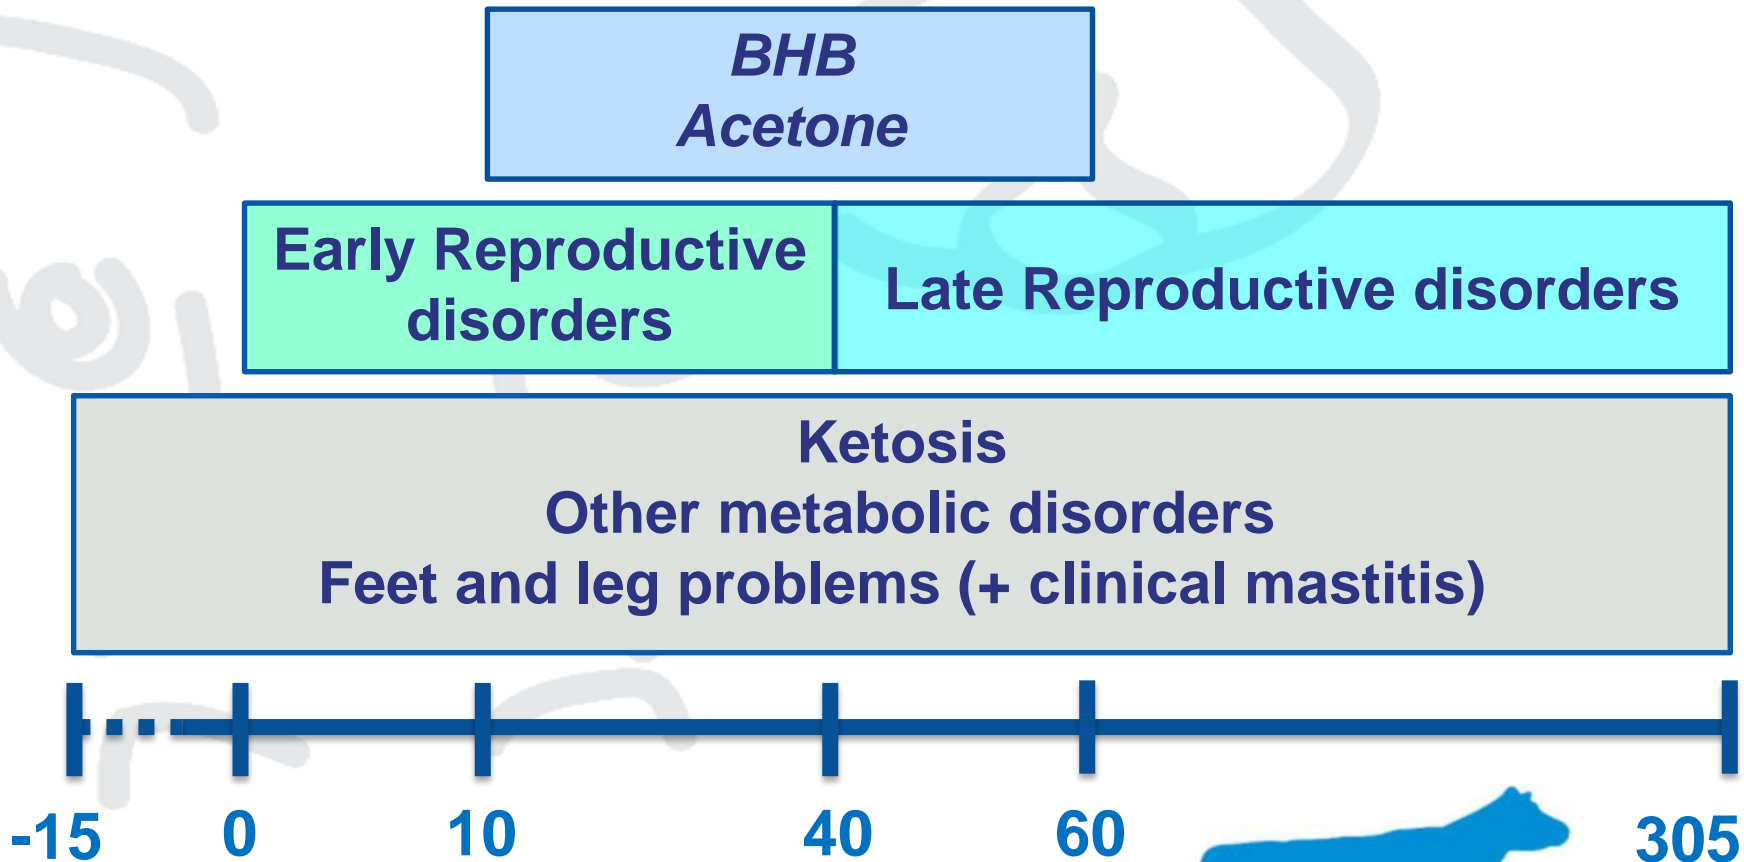 BHB
Acetone
Early Reproductive
disorders
Late Reproductive disorders
Ketosis
Other metabolic disorders
Feet and leg problems (+ clinical mastitis)
-15 0 10 40 60 305